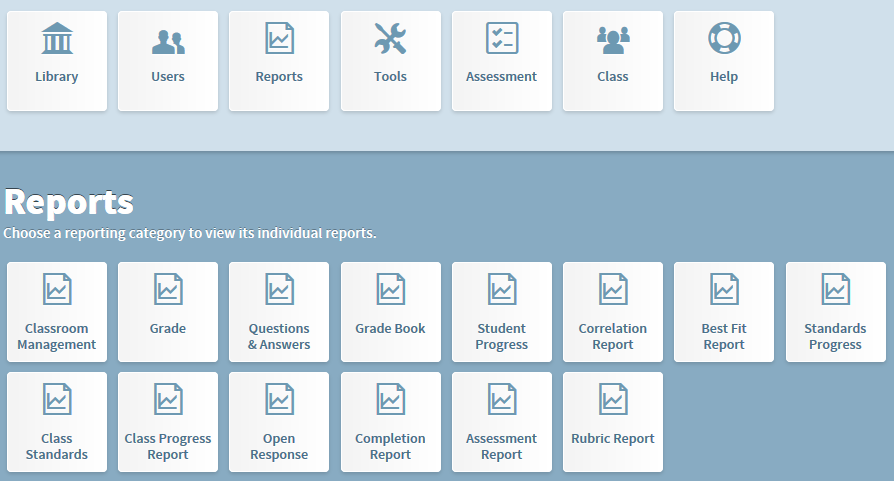 Library
Users
Reports
Tools
Assessment
Class
Help
Reports
Choose a reporting category to view its individual reports.
Classroom
Management
Grade
Questions
& Answers
Grade Book
Student
Progress
Correlation
Report
Best Fit
Report
Standards
Progress
Class
Standards
Class Progress
Report
Open
Response
Completion
Report
Assessment
Report
Rubric Report